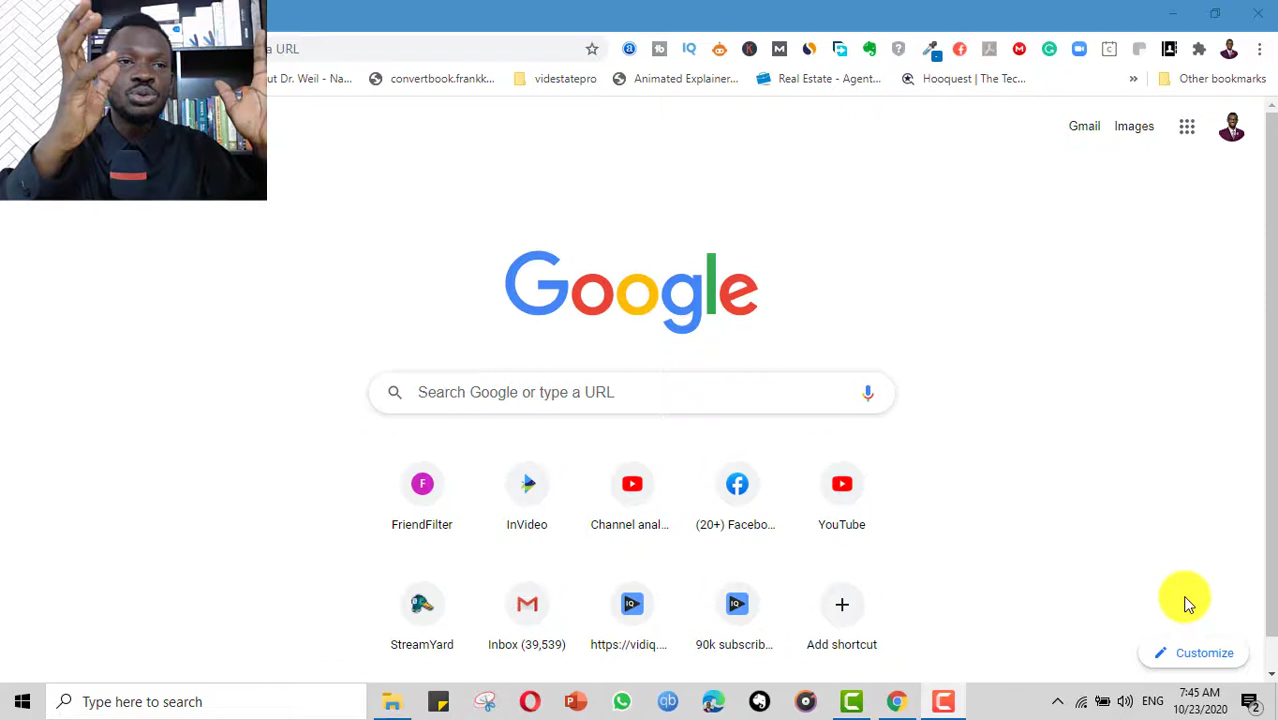 a URL
ut Dr. Weil - Na...
convertbook.frankk...
videstatepro
Animated Explainer...
Real Estate - Agent...
Hooquest | The Tec...
»
Other bookmarks
Gmail
Images
Google
Search Google or type a URL
F
FriendFilter
InVideo
Channel anal...
(20+) Facebo...
YouTube
StreamYard
Inbox (39,539)
https://vidiq....
90k subscrib...
Add shortcut
Customize
Type here to search
ENG
7:45 AM
10/23/2020
2